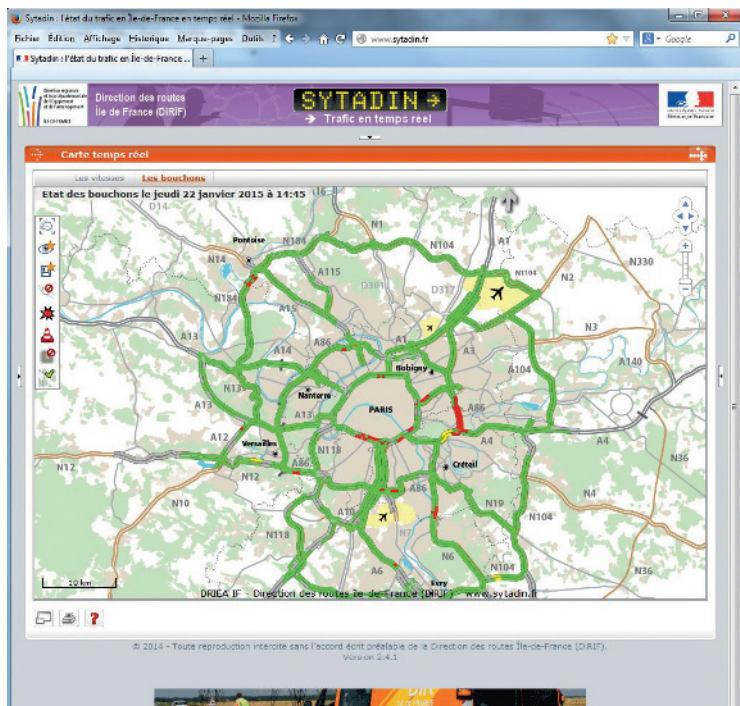 Sytadin : l'état du trafic en Île-de-France en temps réel - Mozilla Firefox
Fichier Édition Affichage Historique Marque-pages Outils ?
www.sytadin.fr
Google
Sytadin : l'état du trafic en Île-de-France ...
Direction des routes
Île de France (DiRIF)
SYTADIN
Trafic en temps réel
Carte temps réel
Les vitesses
Les bouchons
Etat des bouchons le jeudi 22 janvier 2015 à 14:45
A16
D14
N1
Pontoise
N184
N104
A1
N14
A115
N1104
N2
N330
D301
D317
N184
A15
A13
A14
A86
A1
A3
N3
A104
A140
Bobigny
N13
Nanterre
PARIS
A86
A13
A13
A12
Versailles
N118
A4
A4
N36
N12
A86
Créteil
N12
A86
N4
N10
A10
N19
N104
N118
N7
N6
A6
N104
N36
Evry
10 km
DRIEA IF - Direction des routes Île-de-France (DiRIF) - www.sytadin.fr
© 2014 - Toute reproduction interdite sans l'accord écrit préalable de la Direction des routes Île-de-France (DiRIF).
Version 2.4.1